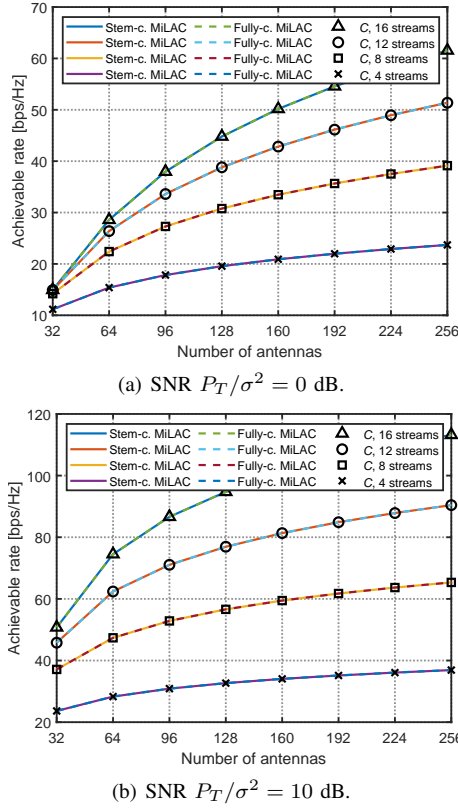 70
60
50
40
30
20
10
Achievable rate [bps/Hz]
Stem-c. MiLAC Fully-c. MiLAC C, 16 streams
Stem-c. MiLAC Fully-c. MiLAC C, 12 streams
Stem-c. MiLAC Fully-c. MiLAC C, 8 streams
Stem-c. MiLAC Fully-c. MiLAC C, 4 streams
32 64 96 128 160 192 224 256
Number of antennas
(a) SNR P_T/σ² = 0 dB.
120
100
80
60
40
20
Achievable rate [bps/Hz]
Stem-c. MiLAC Fully-c. MiLAC C, 16 streams
Stem-c. MiLAC Fully-c. MiLAC C, 12 streams
Stem-c. MiLAC Fully-c. MiLAC C, 8 streams
Stem-c. MiLAC Fully-c. MiLAC C, 4 streams
32 64 96 128 160 192 224 256
Number of antennas
(b) SNR P_T/σ² = 10 dB.